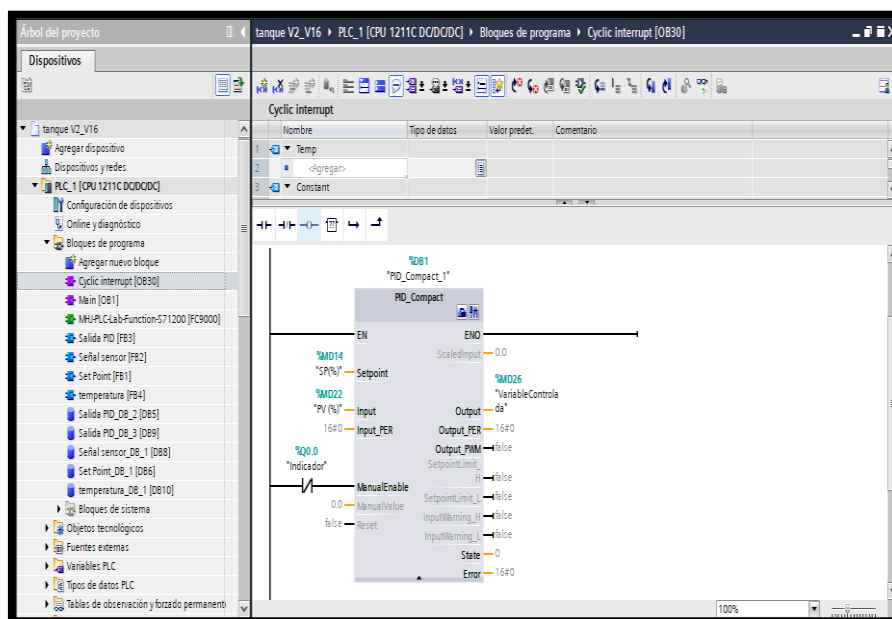 Árbol del proyecto
tanque V2_V16 ▸ PLC_1 [CPU 1211C DC/DC/DC] ▸ Bloques de programa ▸ Cyclic interrupt [OB30]
Dispositivos
Cyclic interrupt
Nombre Tipo de datos Valor predet. Comentario
1 Temp
2 <Agregar>
3 Constant
tanque V2_V16
Agregar dispositivo
Dispositivos y redes
PLC_1 [CPU 1211C DC/DC/DC]
Configuración de dispositivos
Online y diagnóstico
Bloques de programa
Agregar nuevo bloque
Cyclic interrupt [OB30]
Main [OB1]
MHJ-PLC-Lab-Function-S71200 [FC9000]
Salida PID [FB3]
Señal sensor [FB2]
Set Point [FB1]
temperatura [FB4]
Salida PID_DB_2 [DB5]
Salida PID_DB_3 [DB9]
Señal sensor_DB_1 [DB8]
Set Point_DB_1 [DB6]
temperatura_DB_1 [DB10]
Bloques de sistema
Objetos tecnológicos
Fuentes externas
Variables PLC
Tipos de datos PLC
Tablas de observación y forzado permanent
%DB1
"PID_Compact_1"
PID_Compact
EN ENO
ScaledInput 0.0
%MD14
"SP(%)" Setpoint
%MD26
"VariableControla
da"
%MD22
"PV (%)" Input Output
16#0 Input_PER Output_PER 16#0
Output_PWM false
%Q0.0
"Indicador"
SetpointLimit_
H false
ManualEnable
SetpointLimit_L false
0.0 ManualValue
InputWarning_H false
false Reset
InputWarning_L false
State 0
Error 16#0
100%